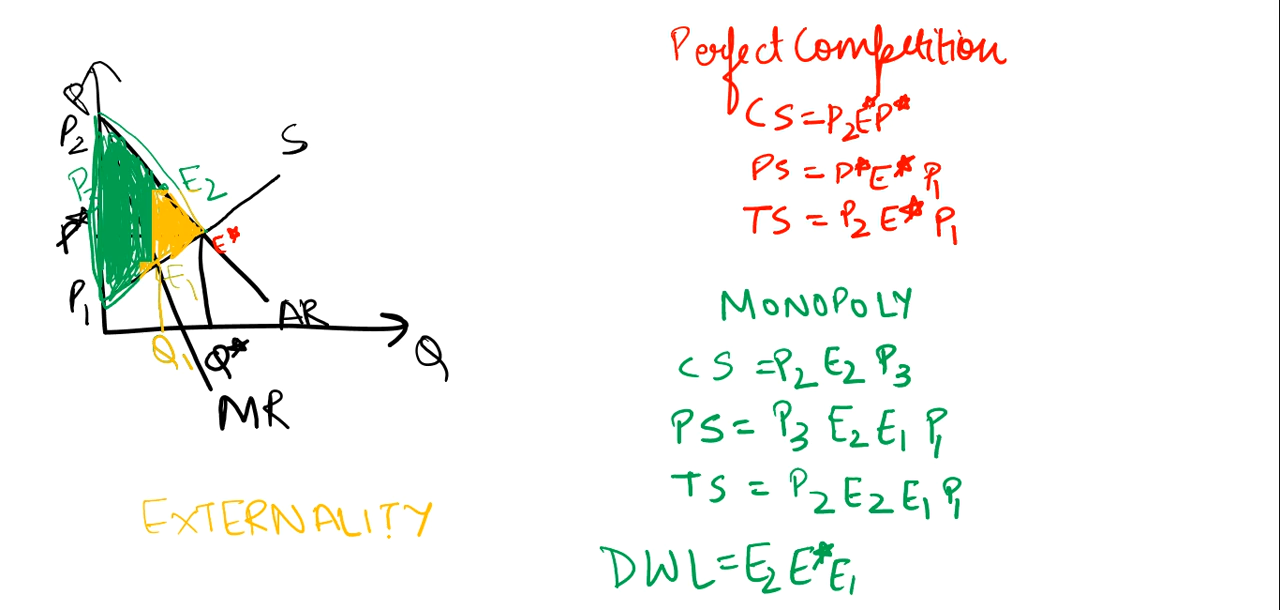 P
P2
P
P*
P1
S
E2
E*
E1
AR
Q1
Q*
Q
MR
EXTERNALITY
Perfect Competition
CS = P2E*P*
PS = P*E*P1
TS = P2E*P1
MONOPOLY
CS = P2E2P3
PS = P3E2E1P1
TS = P2E2E1P1
DWL = E2E*E1